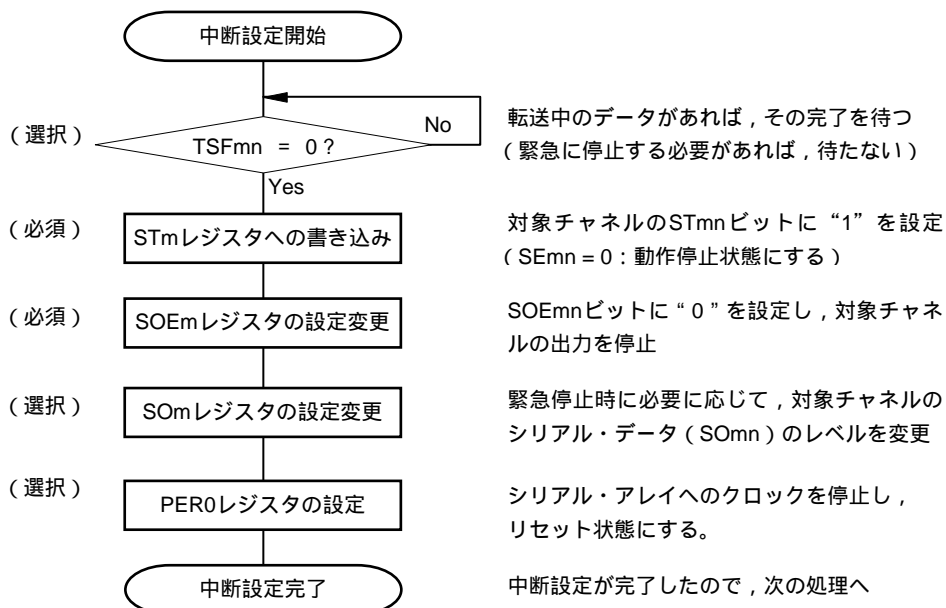 中断設定開始
（選択）
TSFmn = 0？
No
転送中のデータがあれば，その完了を待つ
（緊急に停止する必要があれば，待たない）
Yes
（必須）
STmレジスタへの書き込み
対象チャネルのSTmnビットに“1”を設定
（SEmn = 0：動作停止状態にする）
（必須）
SOEmレジスタの設定変更
SOEmnビットに“0”を設定し，対象チャネ
ルの出力を停止
（選択）
SOmレジスタの設定変更
緊急停止時に必要に応じて，対象チャネルの
シリアル・データ（SOmn）のレベルを変更
（選択）
PER0レジスタの設定
シリアル・アレイへのクロックを停止し，
リセット状態にする。
中断設定完了
中断設定が完了したので，次の処理へ